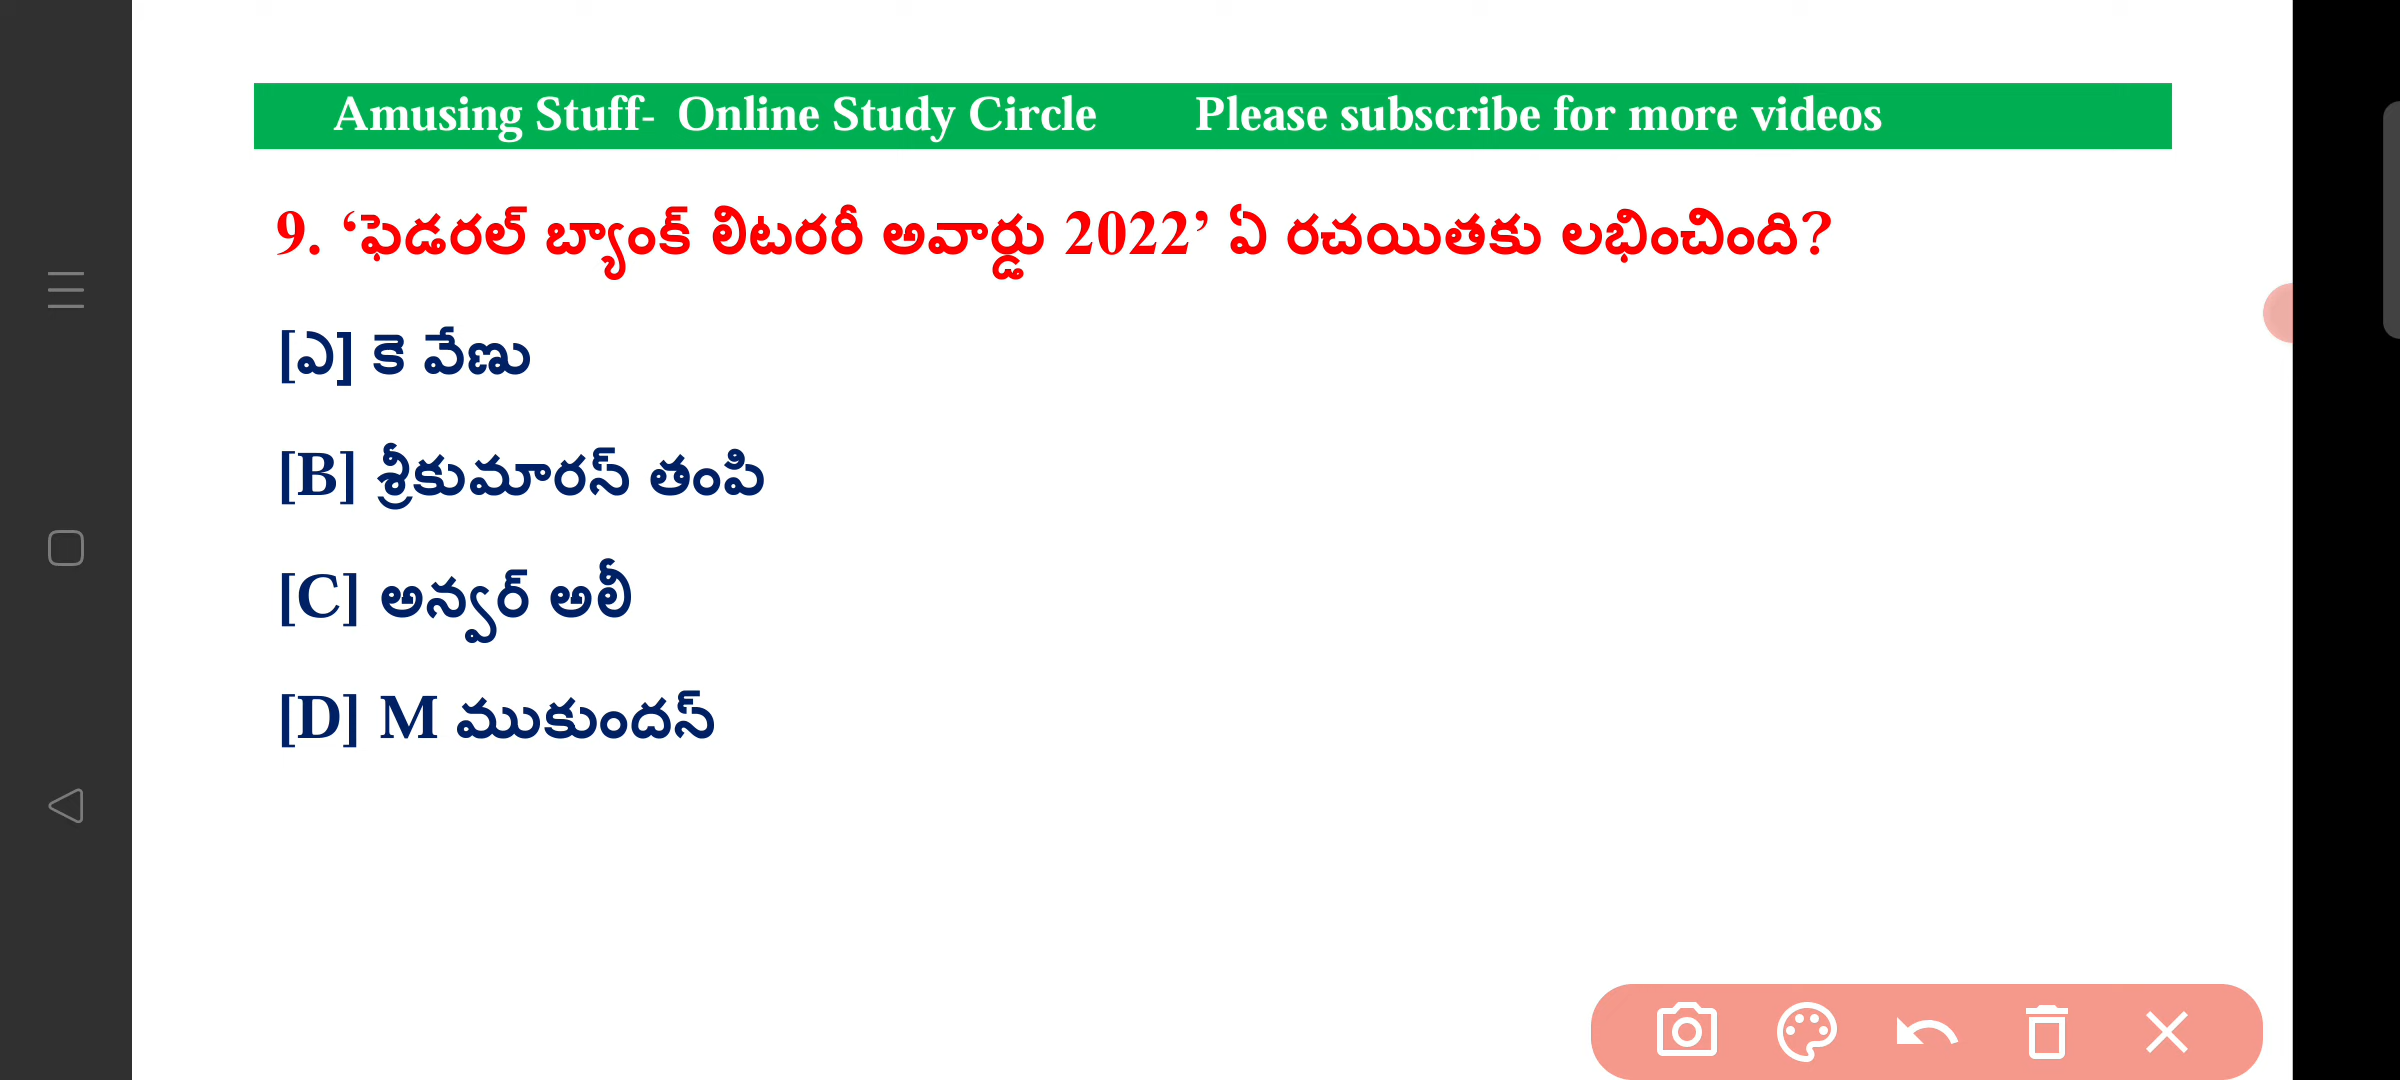 Amusing Stuff- Online Study Circle Please subscribe for more videos
9. ‘ఫెడరల్ బ్యాంక్ లిటరరీ అవార్డు 2022’ ఏ రచయితకు లభించింది?
[ఎ] కె వేణు
[B] శ్రీకుమారన్ తంపి
[C] అన్వర్ అలీ
[D] M ముకుందన్